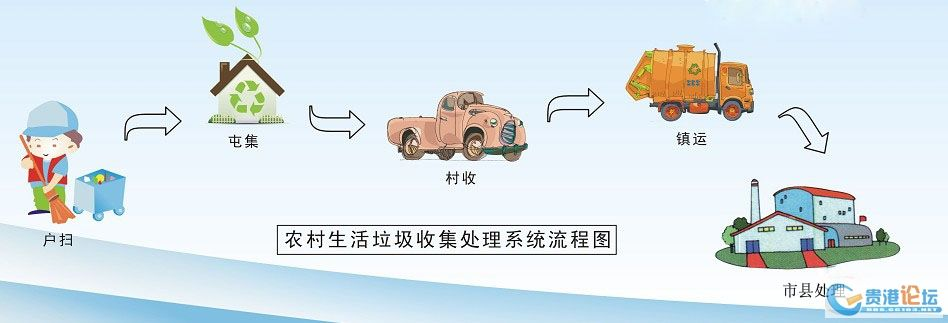 户扫
屯集
村收
镇运
市县处理
农村生活垃圾收集处理系统流程图
贵港论坛